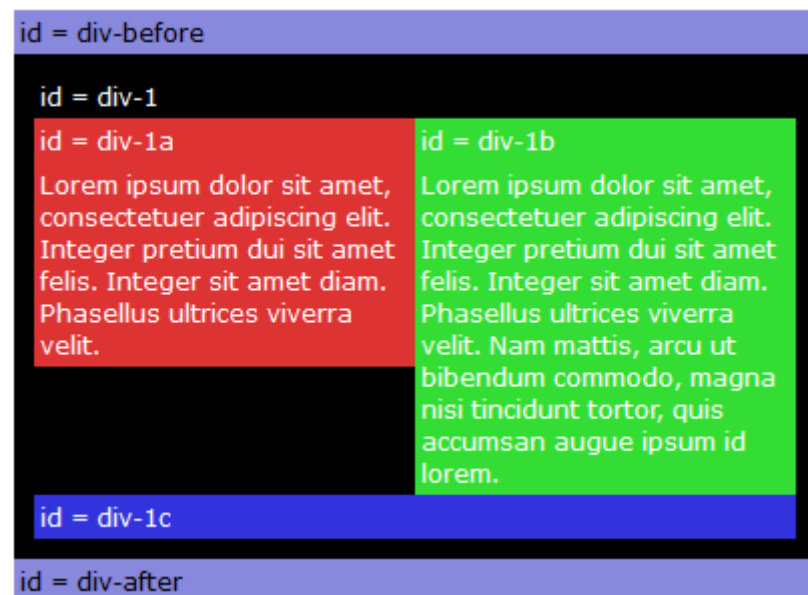 id = div-before
id = div-1
id = div-1a
Lorem ipsum dolor sit amet,
consectetuer adipiscing elit.
Integer pretium dui sit amet
felis. Integer sit amet diam.
Phasellus ultrices viverra
velit.
id = div-1b
Lorem ipsum dolor sit amet,
consectetuer adipiscing elit.
Integer pretium dui sit amet
felis. Integer sit amet diam.
Phasellus ultrices viverra
velit. Nam mattis, arcu ut
bibendum commodo, magna
nisi tincidunt tortor, quis
accumsan augue ipsum id
lorem.
id = div-1c
id = div-after